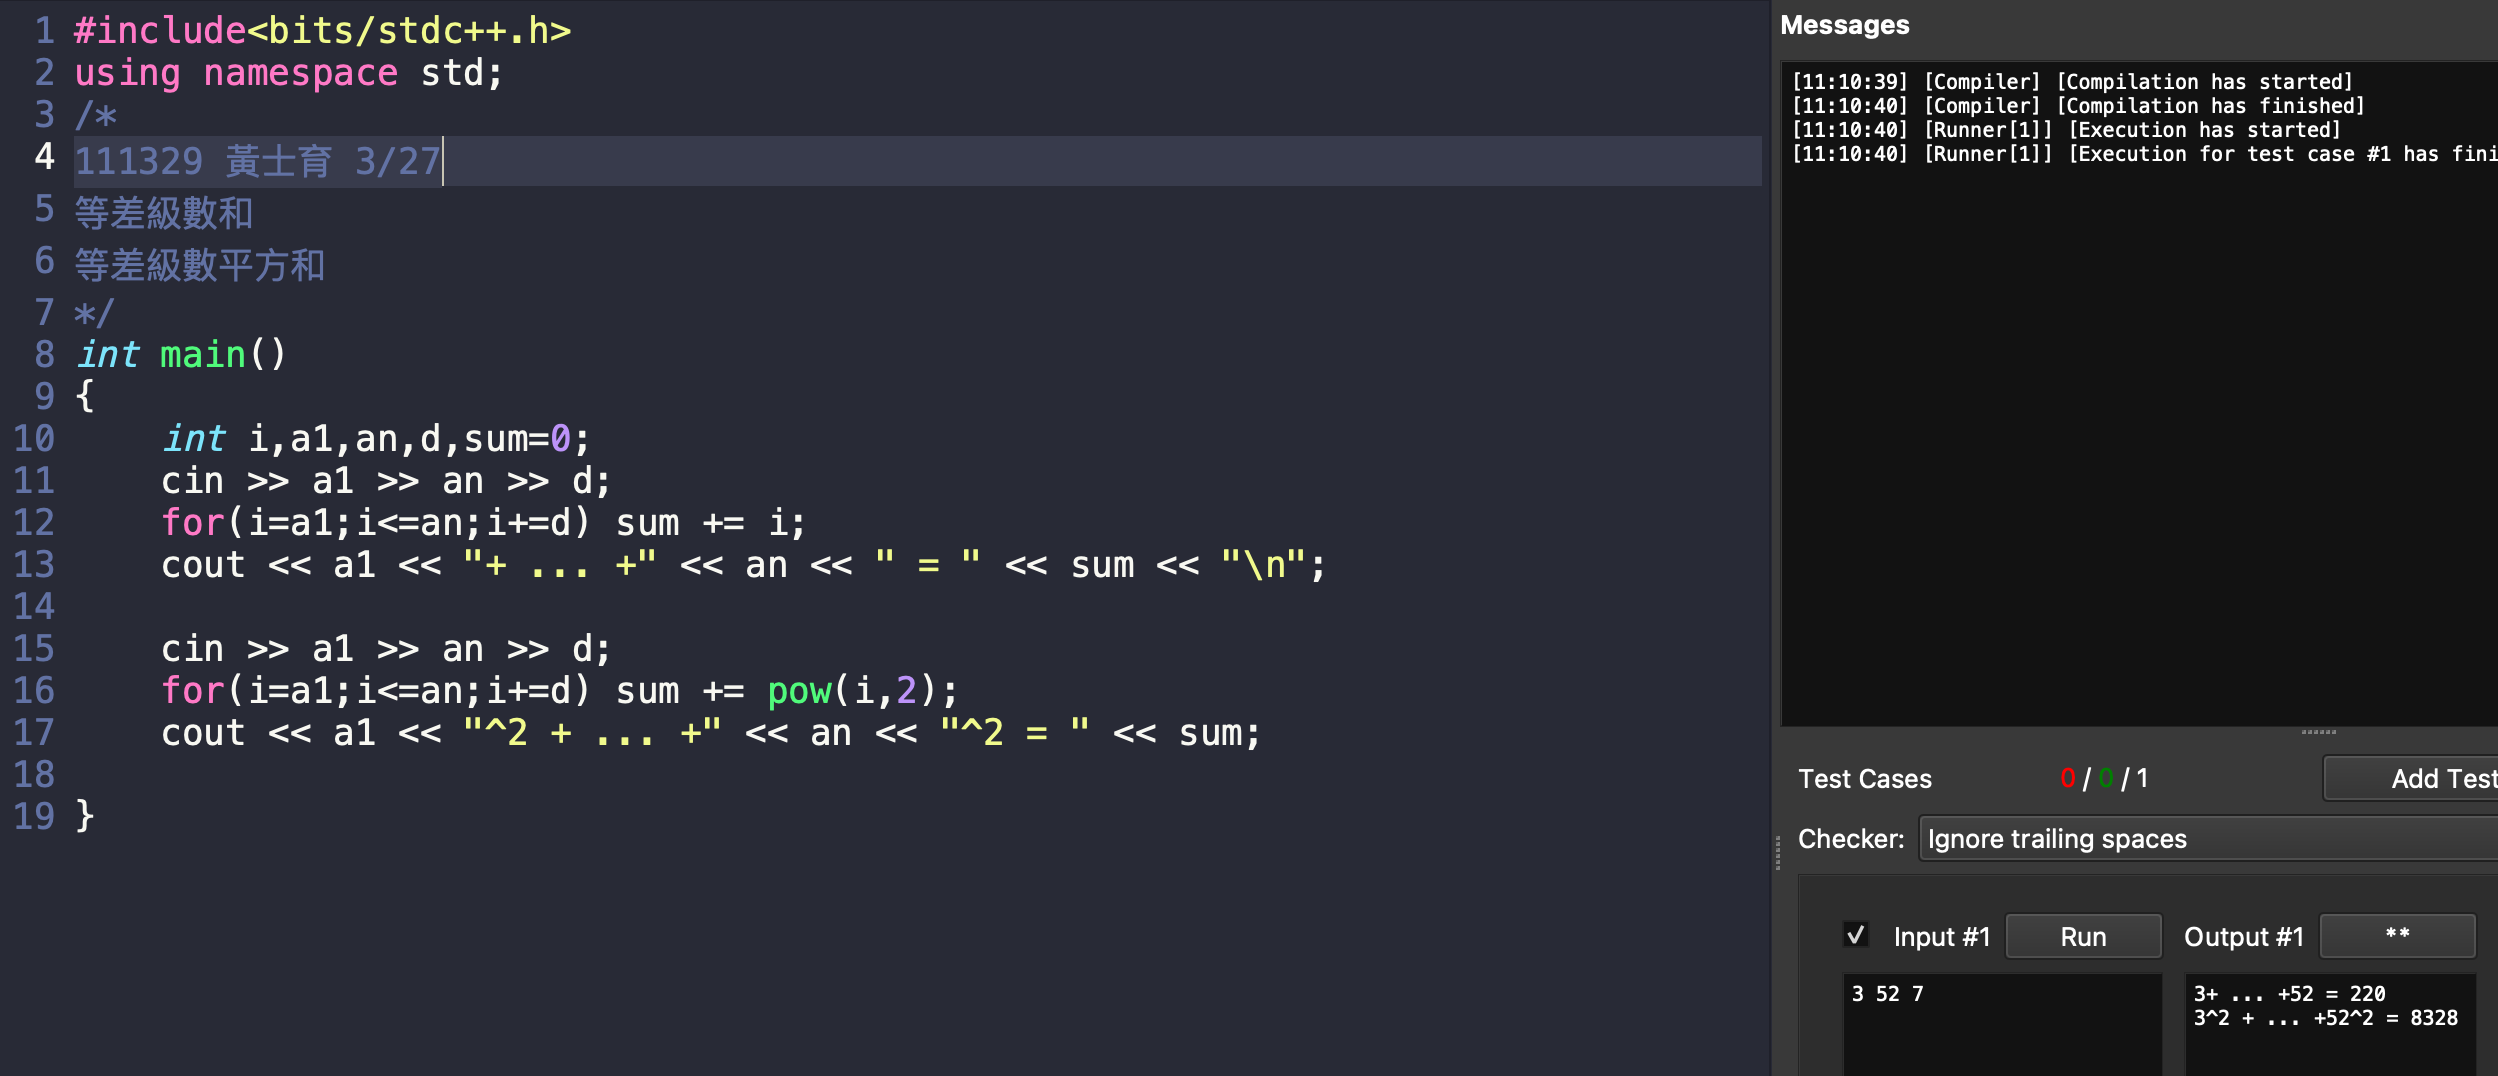 1 #include<bits/stdc++.h>
2 using namespace std;
3 /*
4 111329 黃士育 3/27
5 等差級數和
6 等差級數平方和
7 */
8 int main()
9 {
10     int i,a1,an,d,sum=0;
11     cin >> a1 >> an >> d;
12     for(i=a1;i<=an;i+=d) sum += i;
13     cout << a1 << "+ ... +" << an << " = " << sum << "\n";
14
15     cin >> a1 >> an >> d;
16     for(i=a1;i<=an;i+=d) sum += pow(i,2);
17     cout << a1 << "^2 + ... +" << an << "^2 = " << sum;
18
19 }
Messages
[11:10:39] [Compiler] [Compilation has started]
[11:10:40] [Compiler] [Compilation has finished]
[11:10:40] [Runner[1]] [Execution has started]
[11:10:40] [Runner[1]] [Execution for test case #1 has fini
Test Cases 0 / 0 / 1 Add Test
Checker: Ignore trailing spaces
Input #1 Run Output #1 **
3 52 7
3+ ... +52 = 220
3^2 + ... +52^2 = 8328